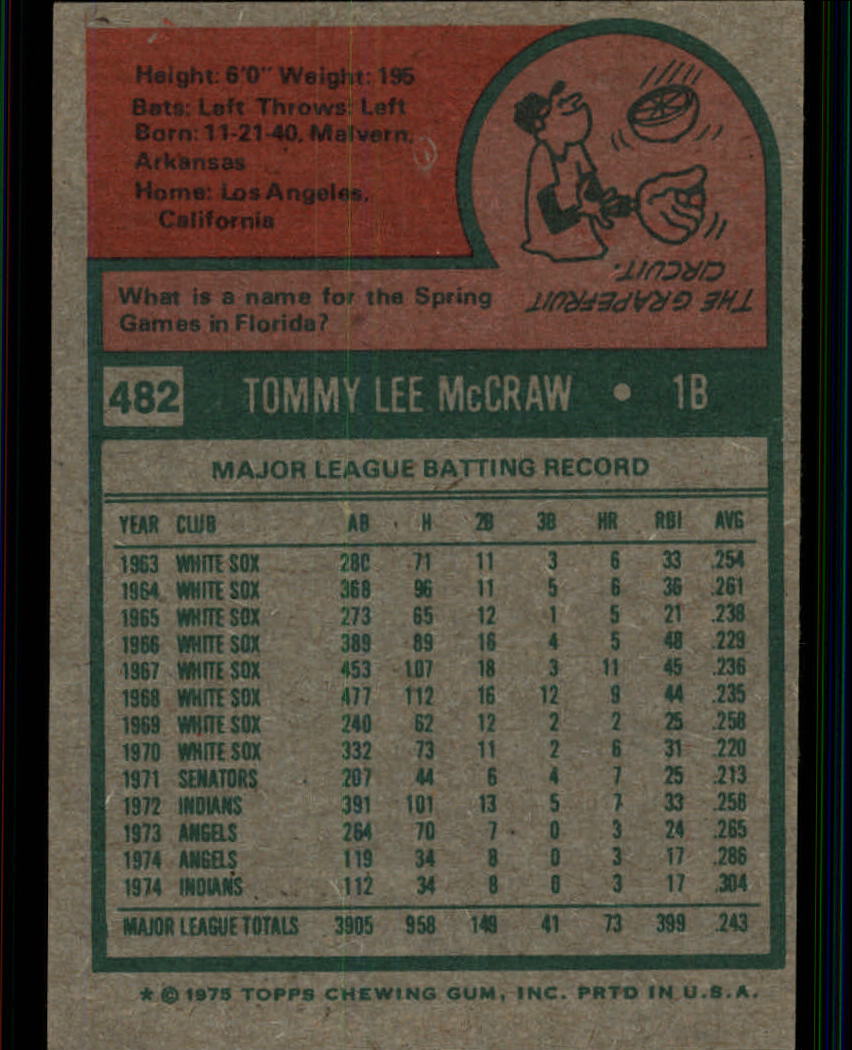 Height: 6'0" Weight: 195
Bats: Left Throws: Left
Born: 11-21-40, Malvern,
Arkansas
Home: Los Angeles,
California
What is a name for the Spring
Games in Florida?
THE GRAPEFRUIT
CIRCUIT.
482 TOMMY LEE McCRAW • 1B
MAJOR LEAGUE BATTING RECORD
YEAR CLUB AB H 2B 3B HR RBI AVG
1963 WHITE SOX 280 71 11 3 6 33 .254
1964 WHITE SOX 368 96 11 5 6 36 .261
1965 WHITE SOX 273 65 12 1 5 21 .238
1966 WHITE SOX 389 89 16 4 5 48 .229
1967 WHITE SOX 453 107 18 3 11 45 .236
1968 WHITE SOX 477 112 16 12 9 44 .235
1969 WHITE SOX 240 62 12 2 2 25 .258
1970 WHITE SOX 332 73 11 2 6 31 .220
1971 SENATORS 207 44 6 4 7 25 .213
1972 INDIANS 391 101 13 5 7 33 .258
1973 ANGELS 264 70 7 0 3 24 .265
1974 ANGELS 119 34 8 0 3 17 .286
1974 INDIANS 112 34 8 0 3 17 .304
MAJOR LEAGUE TOTALS 3905 958 149 41 73 399 .243
* © 1975 TOPPS CHEWING GUM, INC. PRTD IN U.S.A.